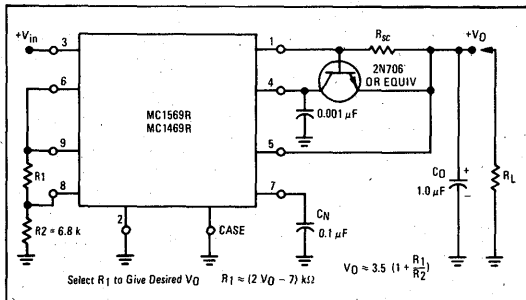 +Vin
3
6
9
8
R1
R2 = 6.8 k
MC1569R
MC1469R
2
CASE
1
4
5
7
RSC
2N706
OR EQUIV
0.001 µF
CN
0.1 µF
+VO
CO
1.0 µF
+
−
RL
Select R1 to Give Desired VO R1 ≈ (2 VO – 7) kΩ
VO ≈ 3.5 (1 + R1/R2)